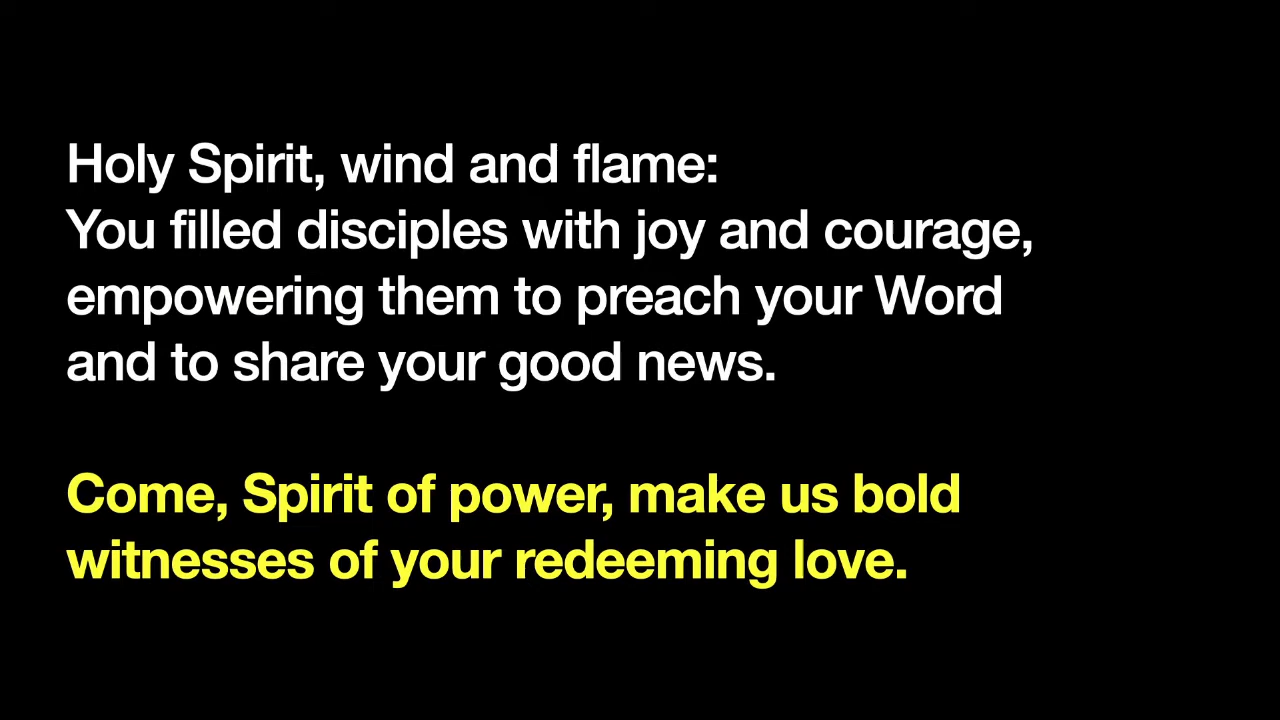 Holy Spirit, wind and flame:
You filled disciples with joy and courage,
empowering them to preach your Word
and to share your good news.
Come, Spirit of power, make us bold
witnesses of your redeeming love.